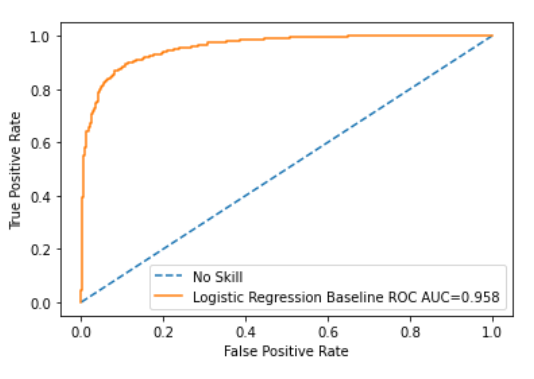 1.0
0.8
0.6
0.4
0.2
0.0
True Positive Rate
No Skill
Logistic Regression Baseline ROC AUC=0.958
0.0 0.2 0.4 0.6 0.8 1.0
False Positive Rate